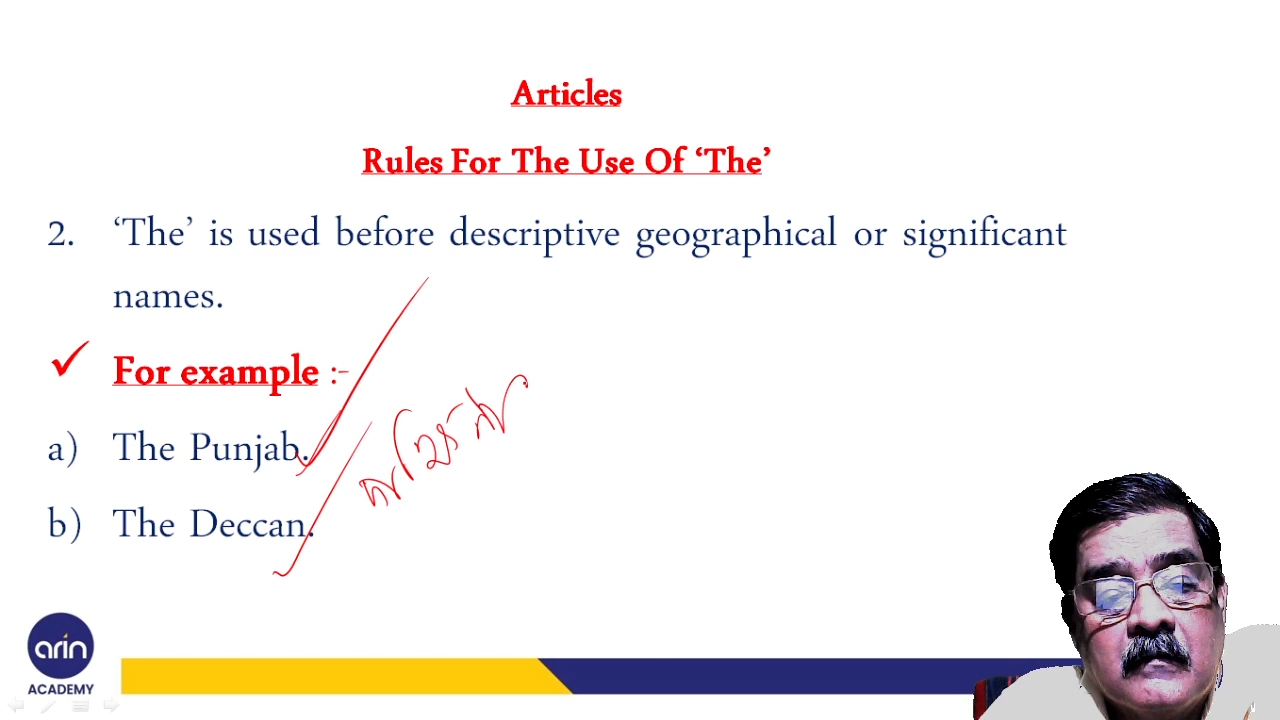 Articles
Rules For The Use Of ‘The’
2. ‘The’ is used before descriptive geographical or significant
names.
For example :-
a) The Punjab.
b) The Deccan.
arin
ACADEMY